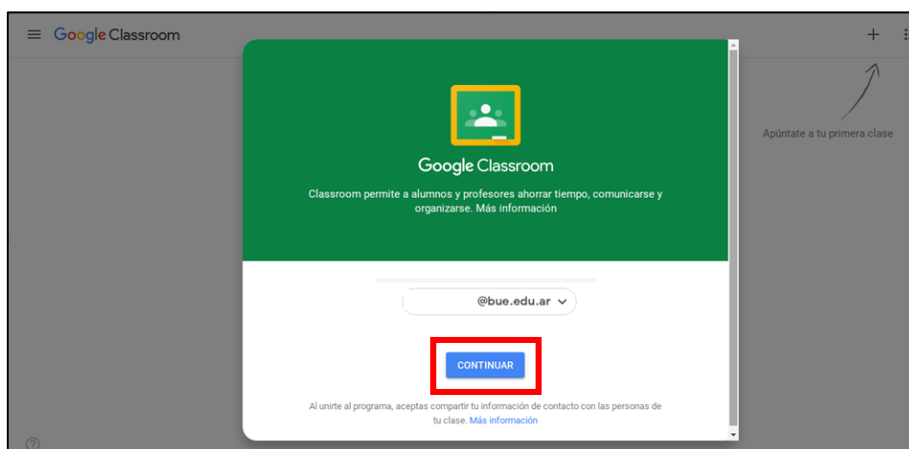 Google Classroom
Apúntate a tu primera clase
Google Classroom
Classroom permite a alumnos y profesores ahorrar tiempo, comunicarse y
organizarse. Más información
@bue.edu.ar
CONTINUAR
Al unirte al programa, aceptas compartir tu información de contacto con las personas de
tu clase. Más información